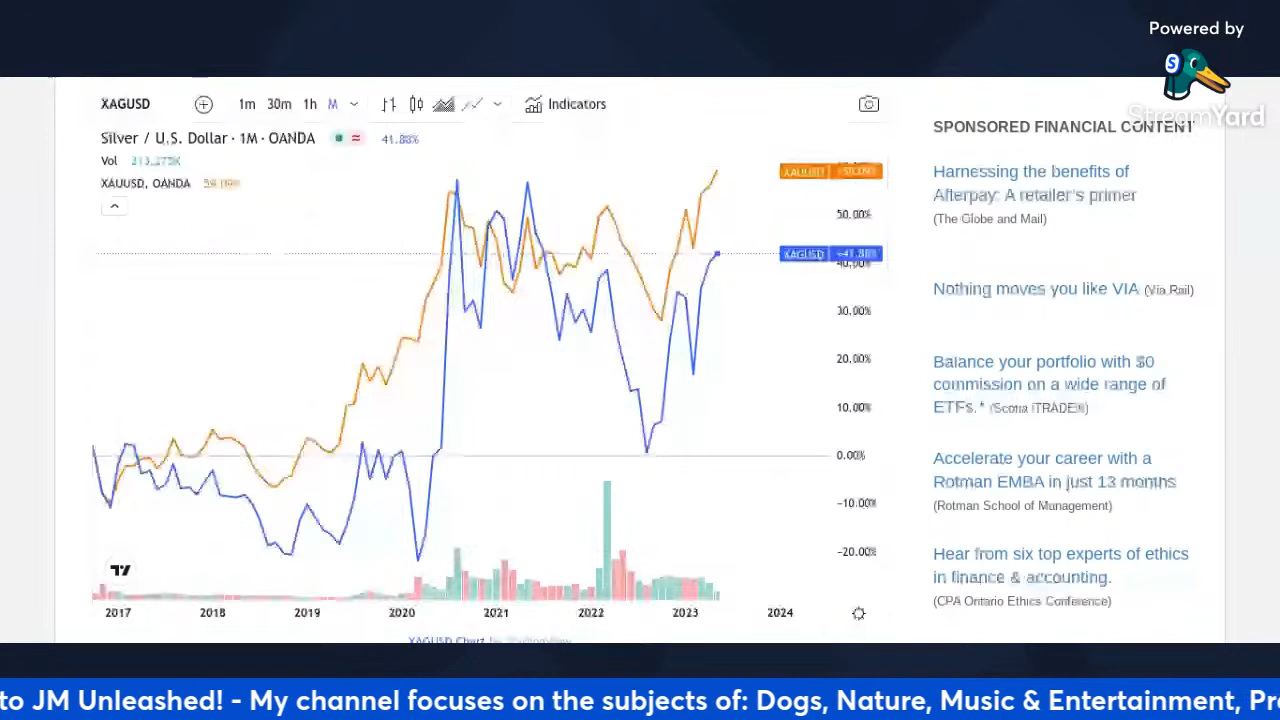 Powered by
StreamYard
XAGUSD
1m 30m 1h M
Indicators
Silver / U.S. Dollar · 1M · OANDA
41.88%
Vol
XAUUSD, OANDA
SPONSORED FINANCIAL CONTENT
Harnessing the benefits of
Afterpay: A retailer's primer
(The Globe and Mail)
Nothing moves you like VIA (Via Rail)
Balance your portfolio with $0
commission on a wide range of
ETFs.* (Scotia iTRADE®)
Accelerate your career with a
Rotman EMBA in just 13 months
(Rotman School of Management)
Hear from six top experts of ethics
in finance & accounting.
(CPA Ontario Ethics Conference)
XAUUSD
50.00%
XAGUSD +41.88%
40.00%
30.00%
20.00%
10.00%
0.00%
-10.00%
-20.00%
2017 2018 2019 2020 2021 2022 2023 2024
XAGUSD Chart by TradingView
to JM Unleashed! - My channel focuses on the subjects of: Dogs, Nature, Music & Entertainment, Pr